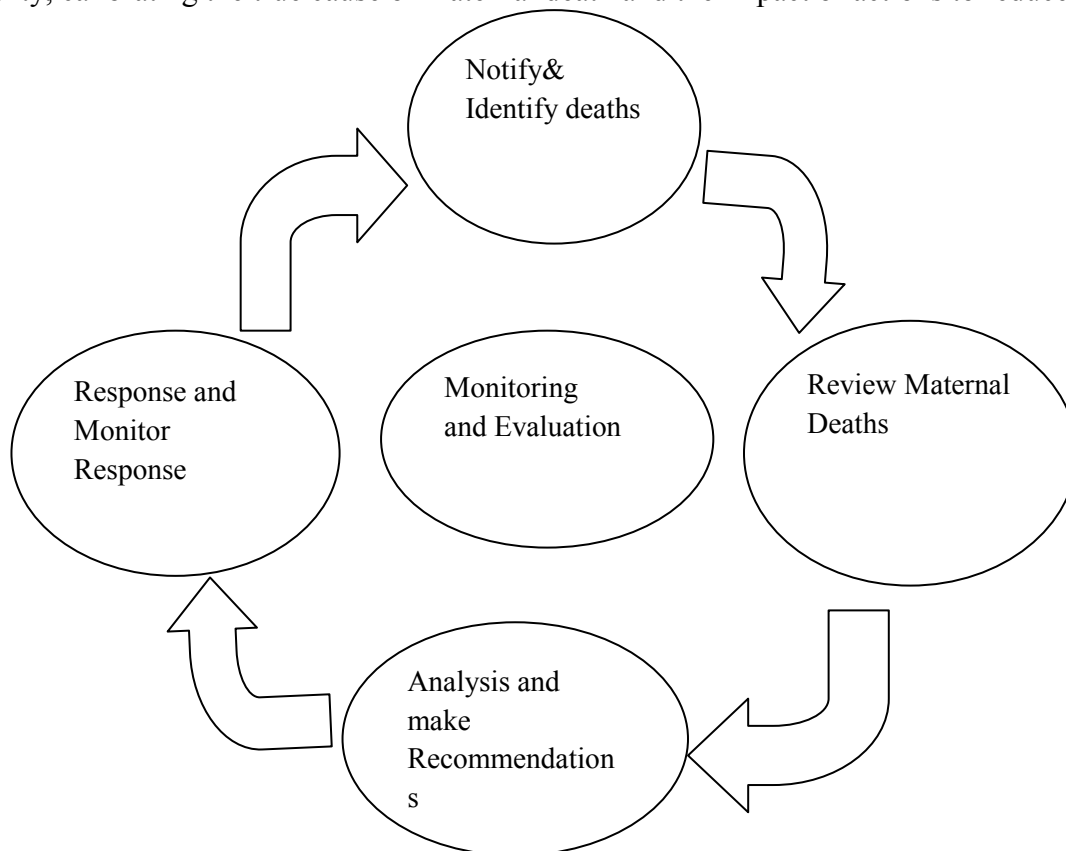 Notify&
Identify deaths
Response and
Monitor
Response
Monitoring
and Evaluation
Review Maternal
Deaths
Analysis and
make
Recommendation
s